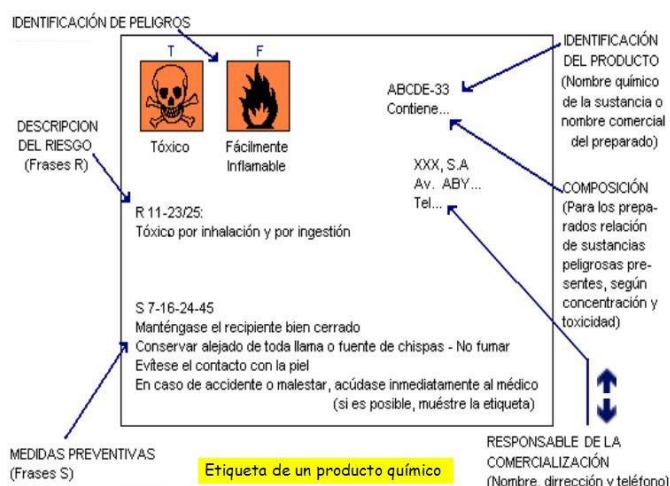 IDENTIFICACIÓN DE PELIGROS
T
F
Tóxico
Fácilmente
Inflamable
ABCDE-33
Contiene...
XXX, S.A
Av. ABY...
Tel...
IDENTIFICACIÓN
DEL PRODUCTO
(Nombre químico
de la sustancia o
nombre comercial
del preparado)
DESCRIPCION
DEL RIESGO
(Frases R)
COMPOSICIÓN
(Para los prepa-
rados relación
de sustancias
peligrosas pre-
sentes, según
concentración y
toxicidad)
R 11-23/25:
Tóxico por inhalación y por ingestión
S 7-16-24-45
Manténgase el recipiente bien cerrado
Conservar alejado de toda llama o fuente de chispas - No fumar
Evítese el contacto con la piel
En caso de accidente o malestar, acúdase inmediatamente al médico
(si es posible, muéstre la etiqueta)
MEDIDAS PREVENTIVAS
(Frases S)
Etiqueta de un producto químico
RESPONSABLE DE LA
COMERCIALIZACIÓN
(Nombre, dirrección y teléfono)